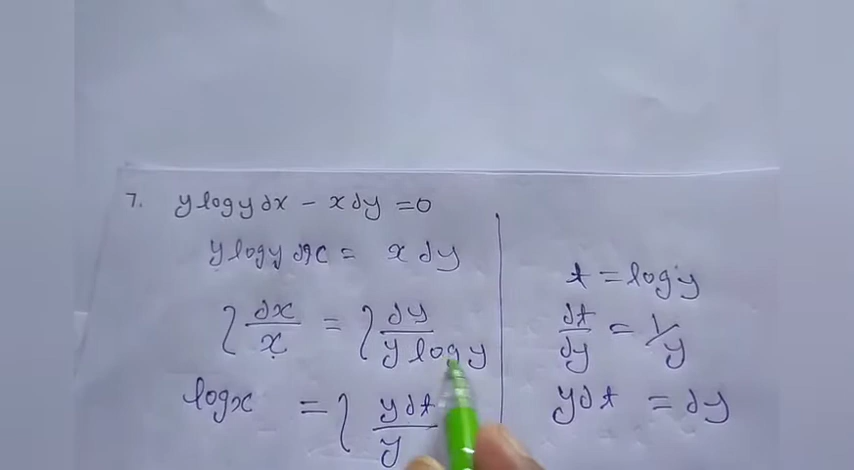 7. y log y dx - x dy = 0
y log y dx = x dy
∫ dx/x = ∫ dy/(y log y)
log x = ∫ y dt/y
t = log y
dt/dy = 1/y
y dt = dy